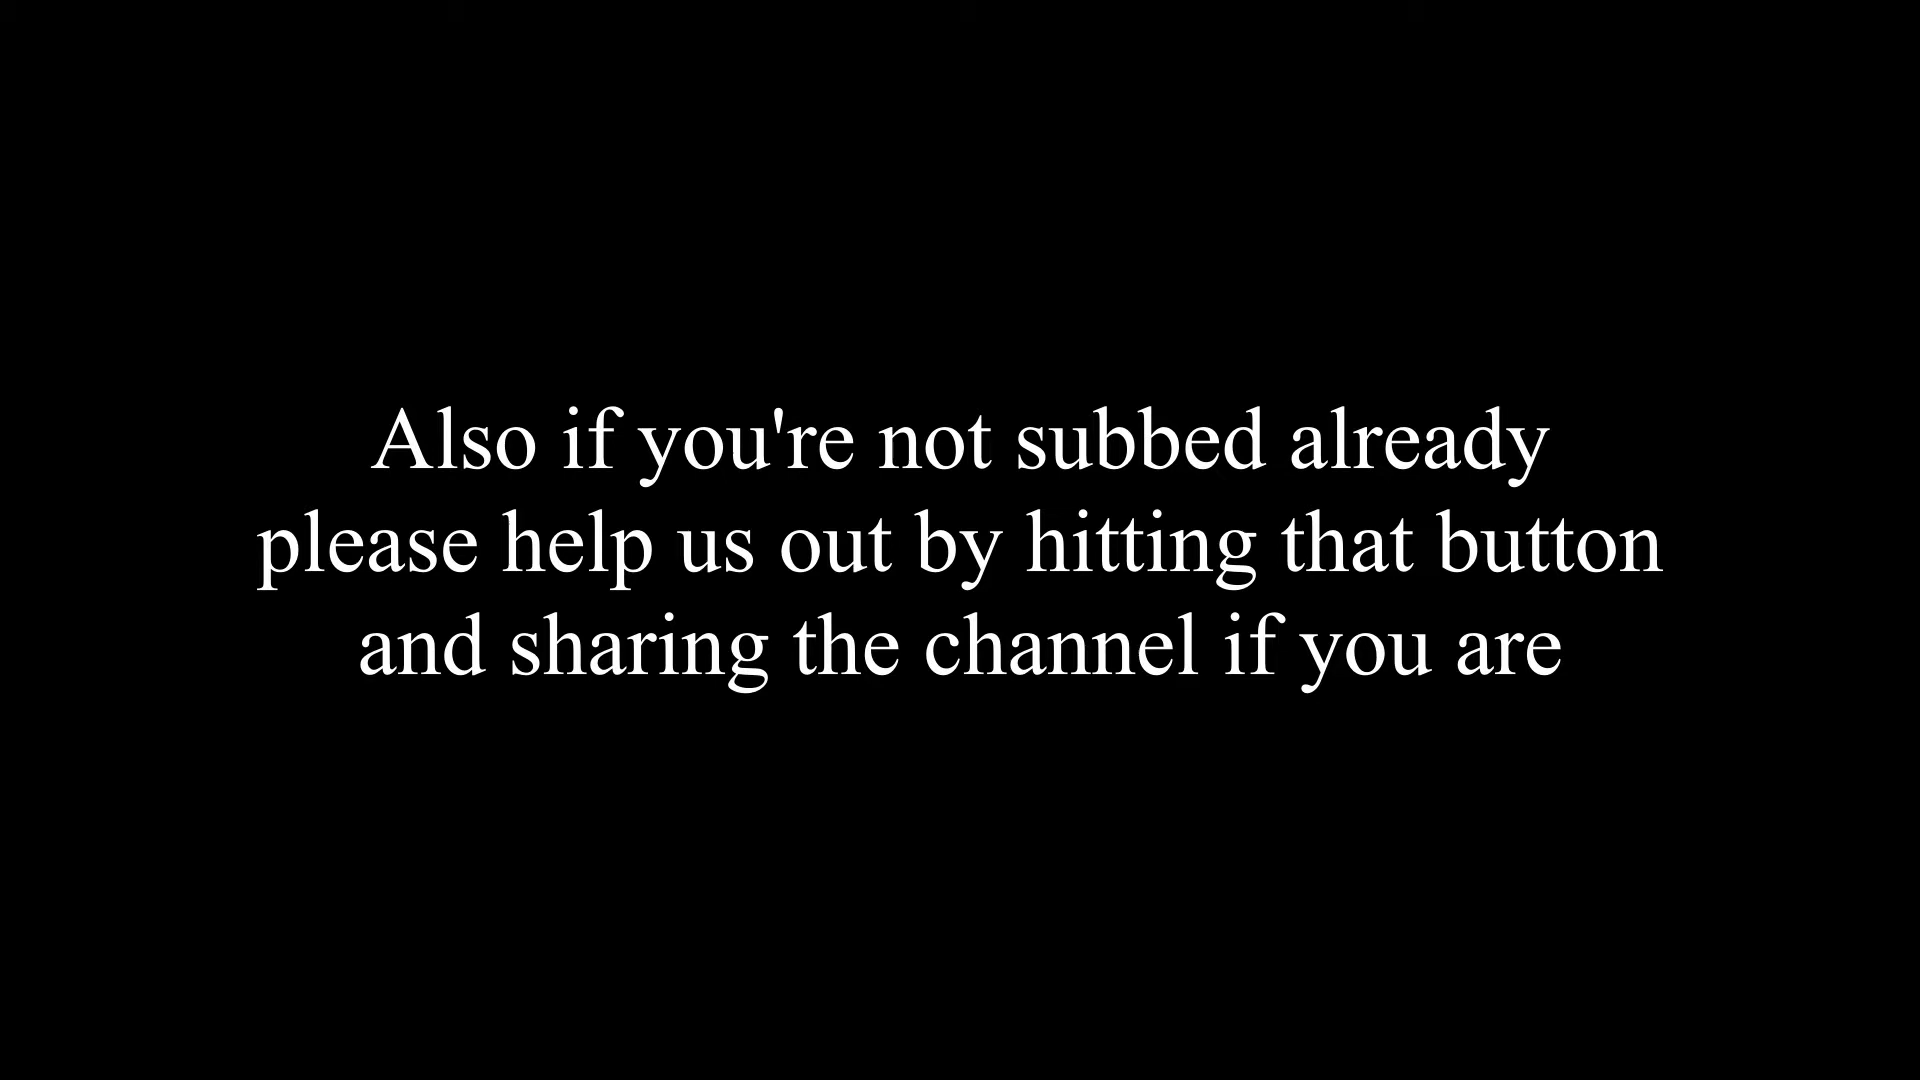 Also if you're not subbed already
please help us out by hitting that button
and sharing the channel if you are